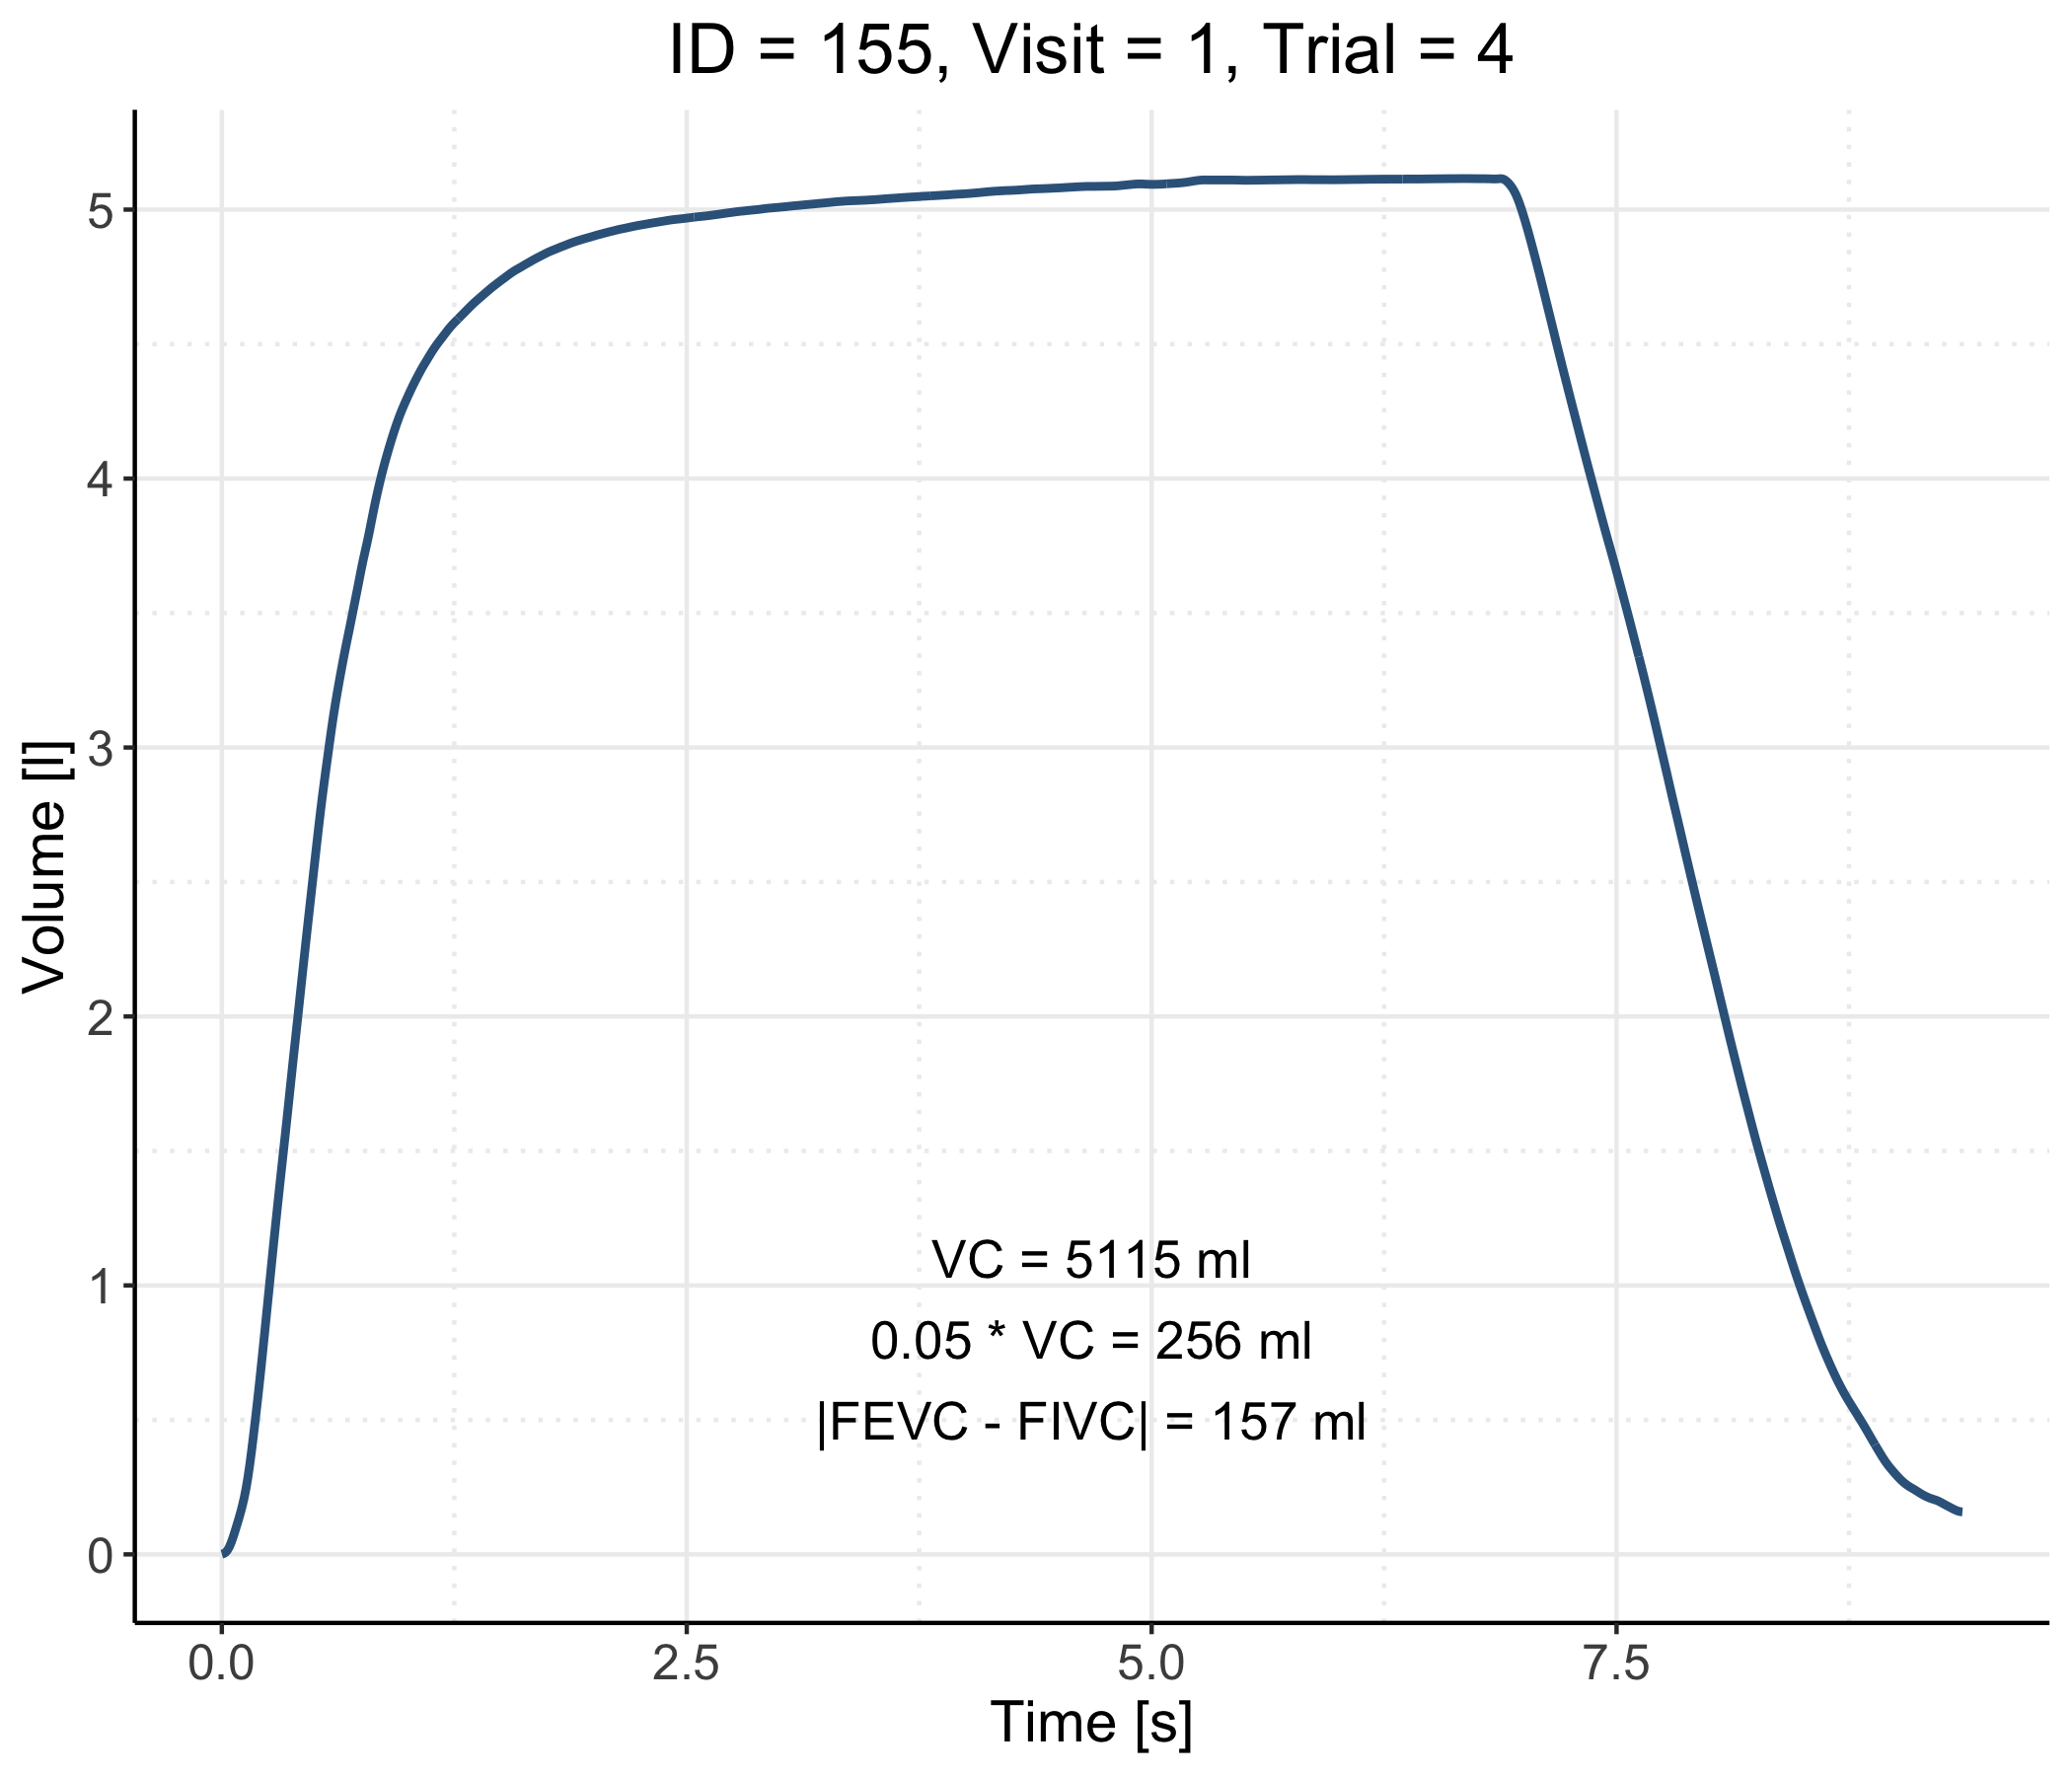 ID = 155, Visit = 1, Trial = 4
Volume [l]
5
4
3
2
1
0
VC = 5115 ml
0.05 * VC = 256 ml
|FEVC - FIVC| = 157 ml
0.0 2.5 5.0 7.5
Time [s]